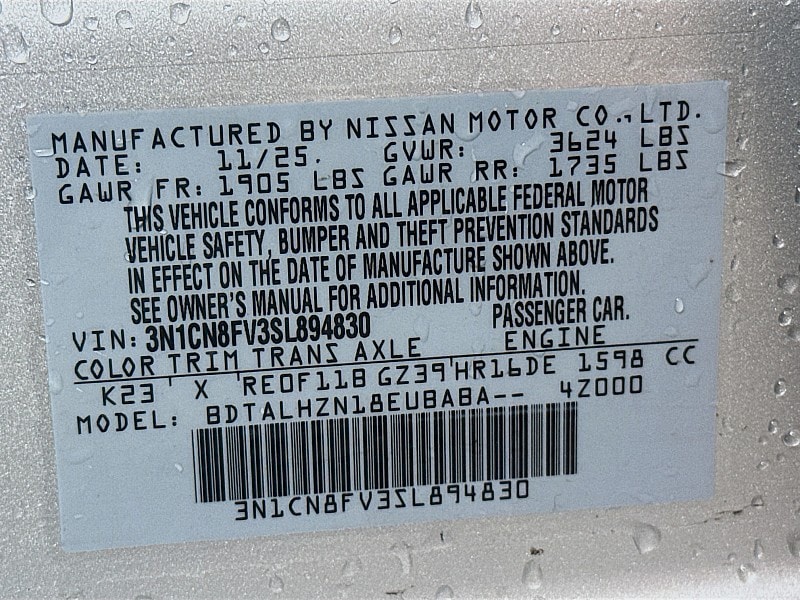 MANUFACTURED BY NISSAN MOTOR CO., LTD.
DATE: 11/25. GVWR: 3624 LBS
GAWR FR: 1905 LBS GAWR RR: 1735 LBS
THIS VEHICLE CONFORMS TO ALL APPLICABLE FEDERAL MOTOR
VEHICLE SAFETY, BUMPER AND THEFT PREVENTION STANDARDS
IN EFFECT ON THE DATE OF MANUFACTURE SHOWN ABOVE.
SEE OWNER'S MANUAL FOR ADDITIONAL INFORMATION.
VIN: 3N1CN8FV3SL894830 PASSENGER CAR.
COLOR TRIM TRANS AXLE ENGINE
K23 X RE0F11B GZ39 HR16DE 1598 CC
MODEL: BDTALHZN18EUBABA-- 4Z000
3N1CN8FV3SL894830